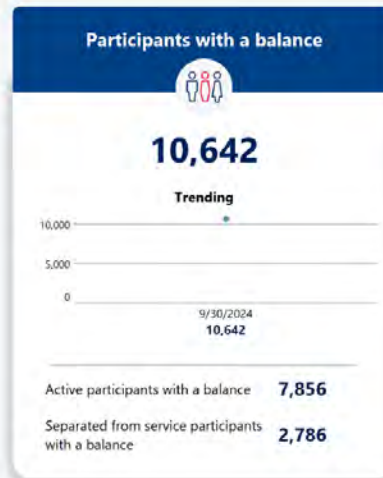 Participants with a balance
10,642
Trending
10,000
5,000
0
9/30/2024
10,642
Active participants with a balance 7,856
Separated from service participants
with a balance 2,786